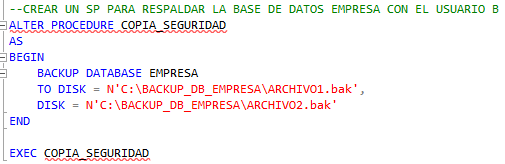 --CREAR UN SP PARA RESPALDAR LA BASE DE DATOS EMPRESA CON EL USUARIO B
ALTER PROCEDURE COPIA_SEGURIDAD
AS
BEGIN
BACKUP DATABASE EMPRESA
TO DISK = N'C:\BACKUP_DB_EMPRESA\ARCHIVO1.bak',
DISK = N'C:\BACKUP_DB_EMPRESA\ARCHIVO2.bak'
END
EXEC COPIA_SEGURIDAD